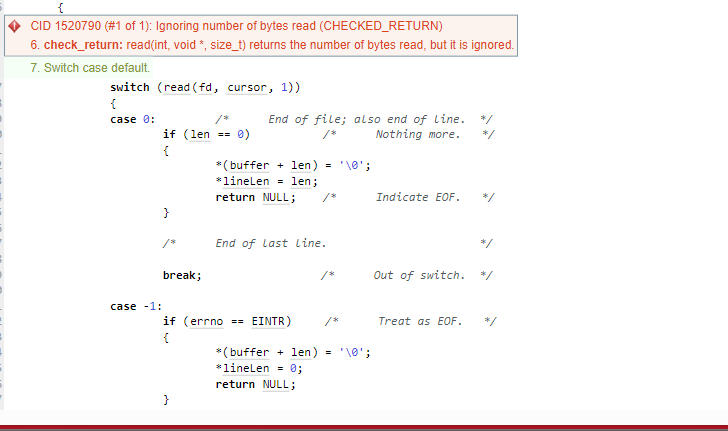 {
CID 1520790 (#1 of 1): Ignoring number of bytes read (CHECKED_RETURN)
6. check_return: read(int, void *, size_t) returns the number of bytes read, but it is ignored.
7. Switch case default.
switch (read(fd, cursor, 1))
{
case 0: /* End of file; also end of line. */
if (len == 0) /* Nothing more. */
{
*(buffer + len) = '\0';
*lineLen = len;
return NULL; /* Indicate EOF. */
}
/* End of last line. */
break; /* Out of switch. */
case -1:
if (errno == EINTR) /* Treat as EOF. */
{
*(buffer + len) = '\0';
*lineLen = 0;
return NULL;
}